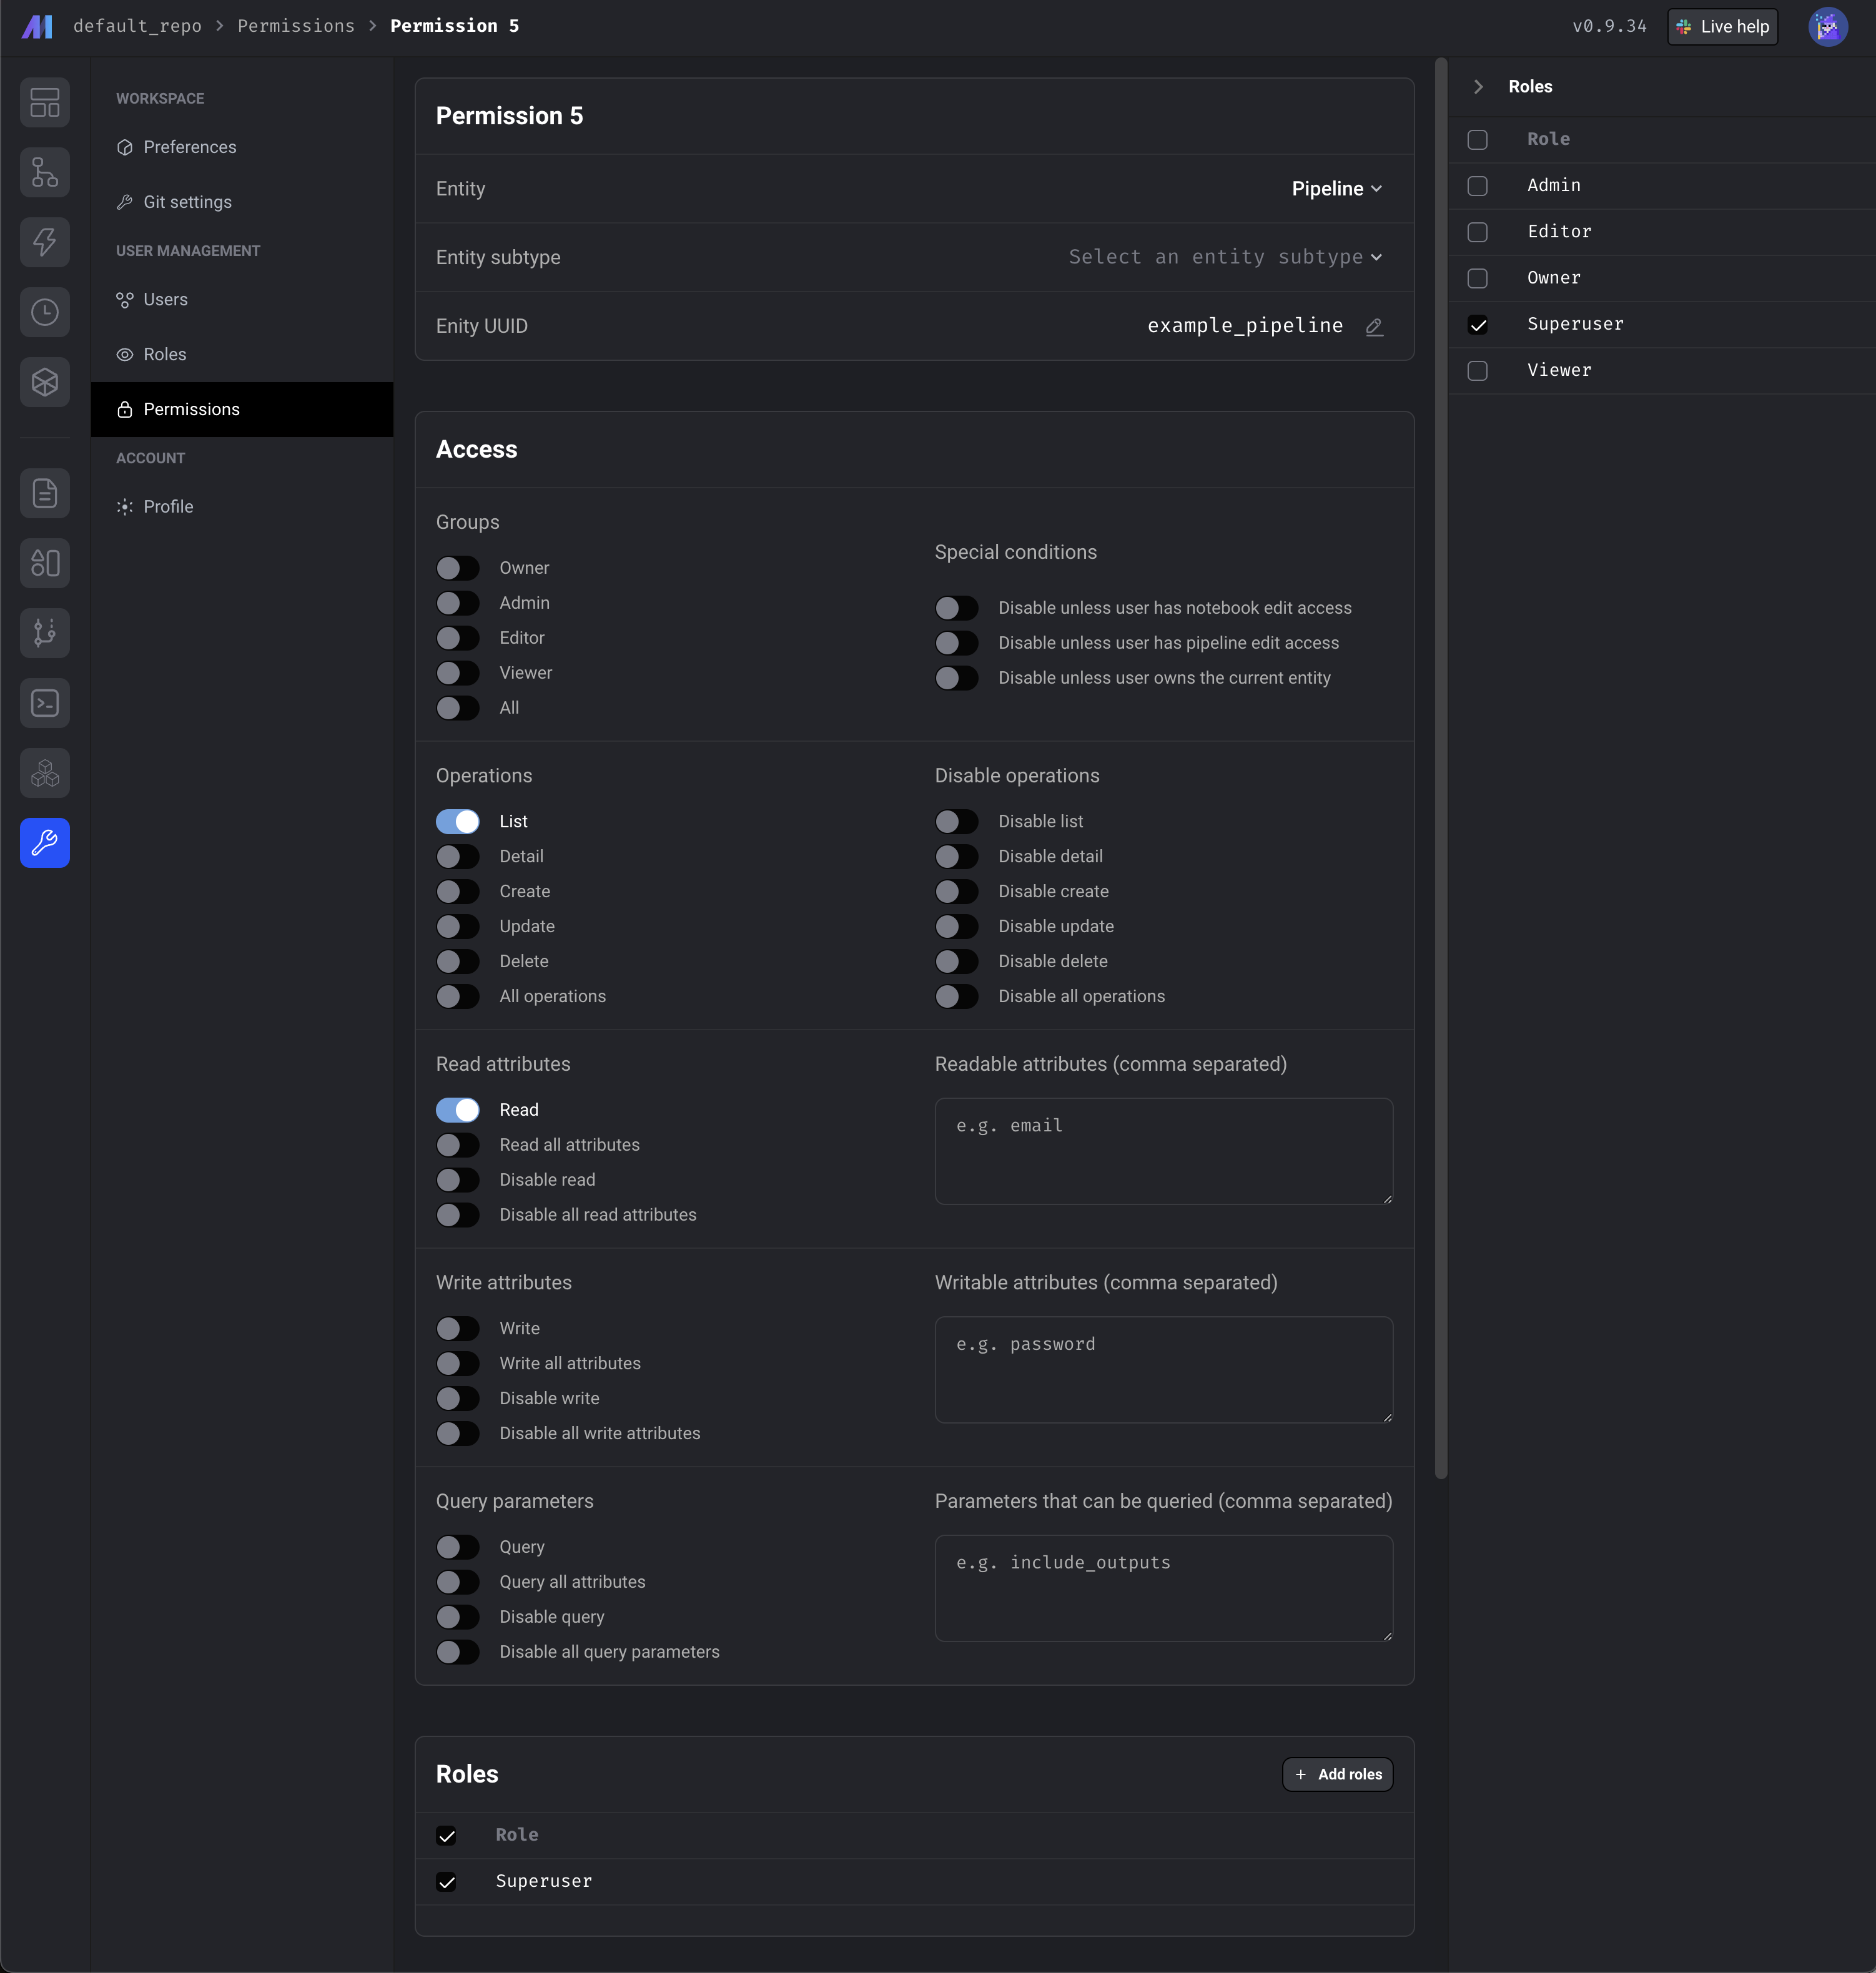 default_repo > Permissions > Permission 5
v0.9.34
Live help
WORKSPACE
Preferences
Git settings
USER MANAGEMENT
Users
Roles
Permissions
ACCOUNT
Profile
Permission 5
Entity
Pipeline
Entity subtype
Select an entity subtype
Enity UUID
example_pipeline
Access
Groups
Owner
Admin
Editor
Viewer
All
Special conditions
Disable unless user has notebook edit access
Disable unless user has pipeline edit access
Disable unless user owns the current entity
Operations
List
Detail
Create
Update
Delete
All operations
Disable operations
Disable list
Disable detail
Disable create
Disable update
Disable delete
Disable all operations
Read attributes
Read
Read all attributes
Disable read
Disable all read attributes
Readable attributes (comma separated)
e.g. email
Write attributes
Write
Write all attributes
Disable write
Disable all write attributes
Writable attributes (comma separated)
e.g. password
Query parameters
Query
Query all attributes
Disable query
Disable all query parameters
Parameters that can be queried (comma separated)
e.g. include_outputs
Roles
+ Add roles
Role
Superuser
Roles
Role
Admin
Editor
Owner
Superuser
Viewer